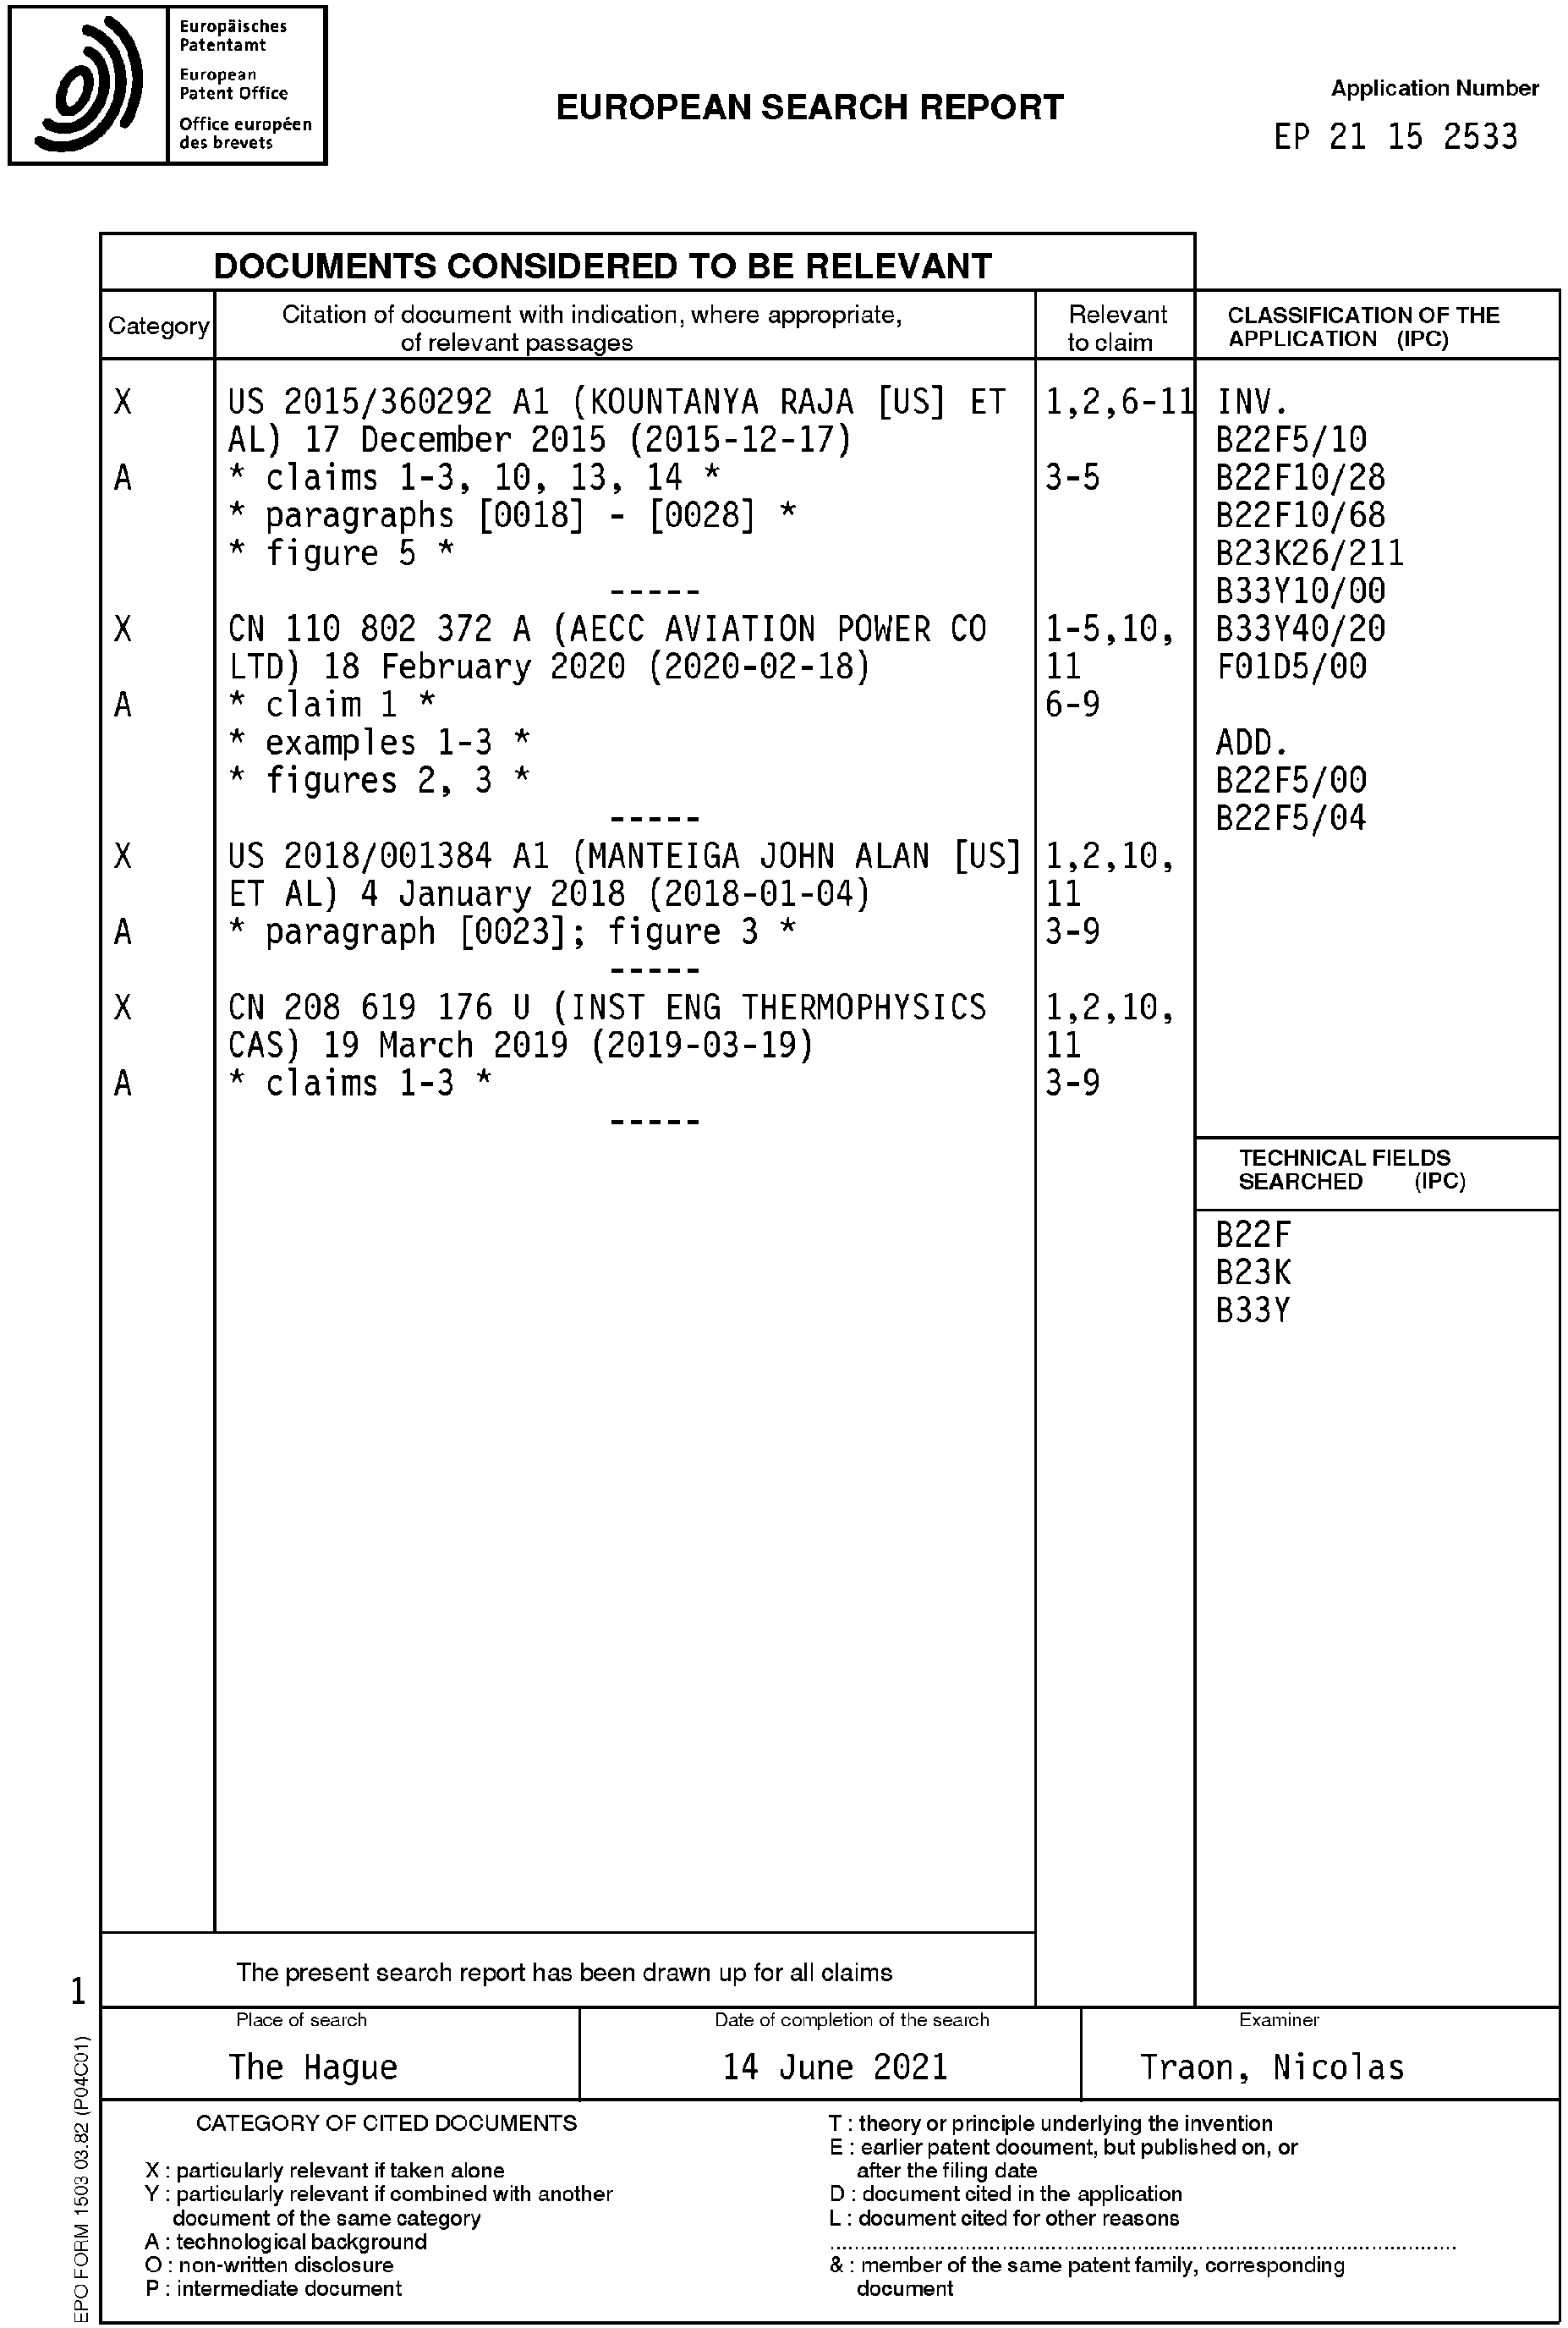 Europäisches
Patentamt
European
Patent Office
Office européen
des brevets
EUROPEAN SEARCH REPORT
Application Number
EP 21 15 2533
DOCUMENTS CONSIDERED TO BE RELEVANT
Category
Citation of document with indication, where appropriate,
of relevant passages
Relevant
to claim
CLASSIFICATION OF THE
APPLICATION (IPC)
X US 2015/360292 A1 (KOUNTANYA RAJA [US] ET 1,2,6-11
AL) 17 December 2015 (2015-12-17)
A * claims 1-3, 10, 13, 14 * 3-5
* paragraphs [0018] - [0028] *
* figure 5 *
-----
X CN 110 802 372 A (AECC AVIATION POWER CO 1-5,10,
LTD) 18 February 2020 (2020-02-18) 11
A * claim 1 * 6-9
* examples 1-3 *
* figures 2, 3 *
-----
X US 2018/001384 A1 (MANTEIGA JOHN ALAN [US] 1,2,10,
ET AL) 4 January 2018 (2018-01-04) 11
A * paragraph [0023]; figure 3 * 3-9
-----
X CN 208 619 176 U (INST ENG THERMOPHYSICS 1,2,10,
CAS) 19 March 2019 (2019-03-19) 11
A * claims 1-3 * 3-9
-----
INV.
B22F5/10
B22F10/28
B22F10/68
B23K26/211
B33Y10/00
B33Y40/20
F01D5/00
ADD.
B22F5/00
B22F5/04
TECHNICAL FIELDS
SEARCHED (IPC)
B22F
B23K
B33Y
The present search report has been drawn up for all claims
1
Place of search
The Hague
Date of completion of the search
14 June 2021
Examiner
Traon, Nicolas
CATEGORY OF CITED DOCUMENTS
X : particularly relevant if taken alone
Y : particularly relevant if combined with another
document of the same category
A : technological background
O : non-written disclosure
P : intermediate document
T : theory or principle underlying the invention
E : earlier patent document, but published on, or
after the filing date
D : document cited in the application
L : document cited for other reasons
& : member of the same patent family, corresponding
document
EPO FORM 1503 03.82 (P04C01)